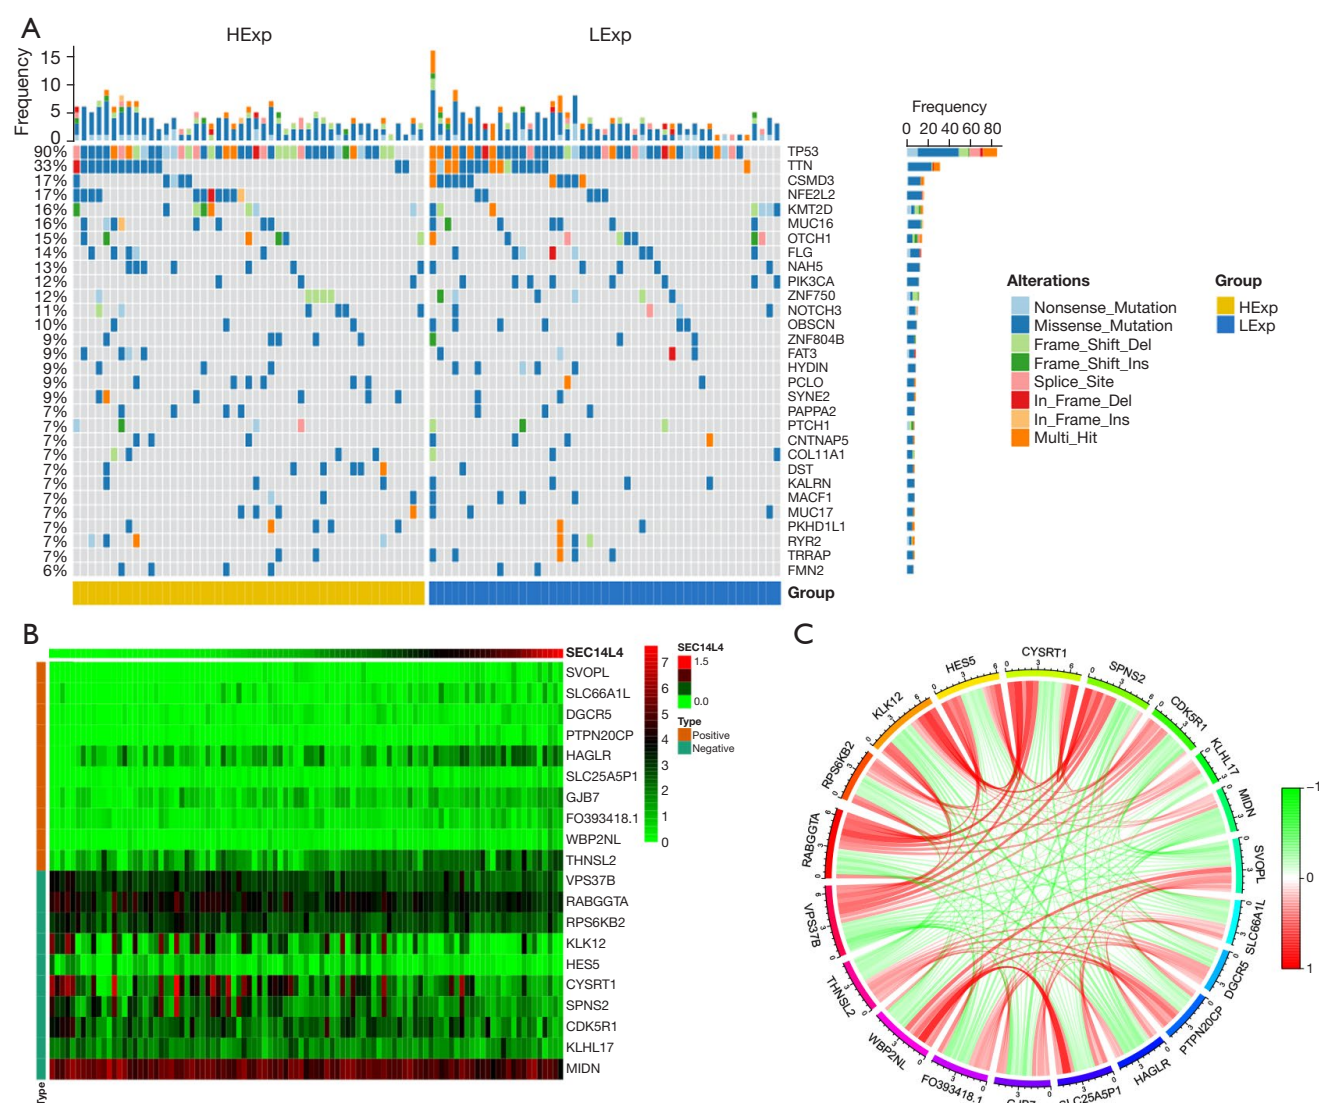 A
HExp
LExp
Frequency
15
10
5
0
Frequency
0 20 40 60 80
90% TP53
33% TTN
17% CSMD3
17% NFE2L2
16% KMT2D
16% MUC16
15% OTCH1
14% FLG
13% NAH5
12% PIK3CA
12% ZNF750
11% NOTCH3
10% OBSCN
9% ZNF804B
9% FAT3
9% HYDIN
9% PCLO
9% SYNE2
7% PAPPA2
7% PTCH1
7% CNTNAP5
7% COL11A1
7% DST
7% KALRN
7% MACF1
7% MUC17
7% PKHD1L1
7% RYR2
7% TRRAP
6% FMN2
Group
Alterations
Nonsense_Mutation
Missense_Mutation
Frame_Shift_Del
Frame_Shift_Ins
Splice_Site
In_Frame_Del
In_Frame_Ins
Multi_Hit
Group
HExp
LExp
B
SEC14L4
SVOPL
SLC66A1L
DGCR5
PTPN20CP
HAGLR
SLC25A5P1
GJB7
FO393418.1
WBP2NL
THNSL2
VPS37B
RABGGTA
RPS6KB2
KLK12
HES5
CYSRT1
SPNS2
CDK5R1
KLHL17
MIDN
Type
7
6
5
4
3
2
1
0
SEC14L4
1.5
0.0
Type
Positive
Negative
C
CYSRT1
SPNS2
CDK5R1
KLHL17
MIDN
SVOPL
SLC66A1L
DGCR5
PTPN20CP
HAGLR
SLC25A5P1
GJB7
FO393418.1
WBP2NL
THNSL2
VPS37B
RABGGTA
RPS6KB2
KLK12
HES5
−1
0
1